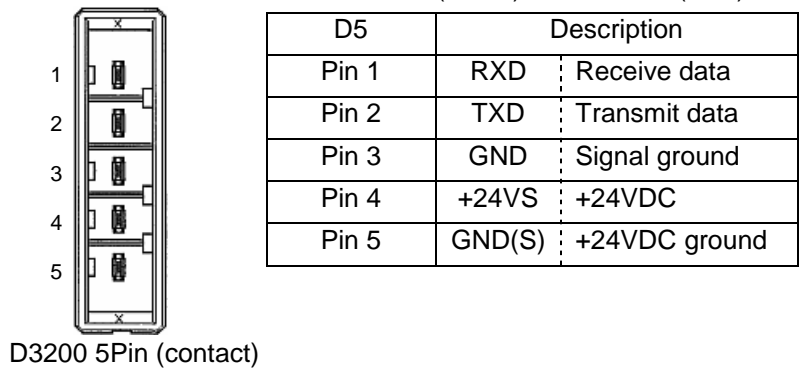 D5 Description
Pin 1 RXD Receive data
Pin 2 TXD Transmit data
Pin 3 GND Signal ground
Pin 4 +24VS +24VDC
Pin 5 GND(S) +24VDC ground
X
1
2
3
4
5
X
D3200 5Pin (contact)